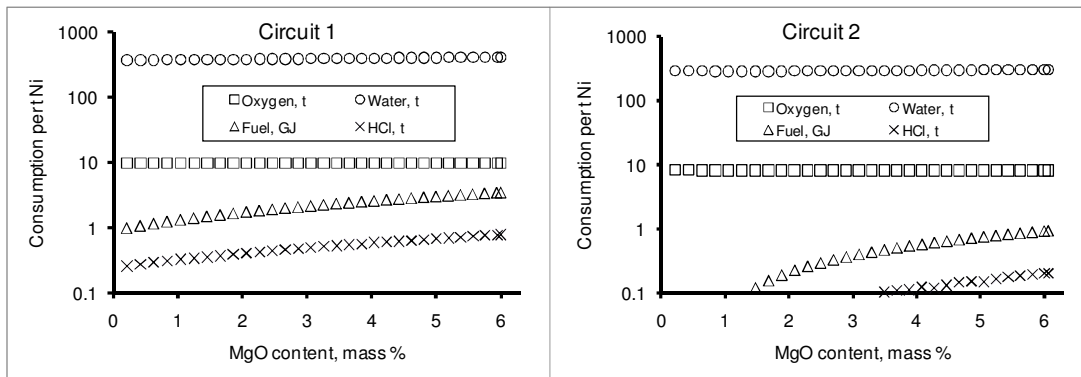 Circuit 1
1000
100
10
1
0.1
Consumption per t Ni
Oxygen, t
Water, t
Fuel, GJ
HCl, t
0 1 2 3 4 5 6
MgO content, mass %
Circuit 2
1000
100
10
1
0.1
Consumption per t Ni
Oxygen, t
Water, t
Fuel, GJ
HCl, t
0 1 2 3 4 5 6
MgO content, mass %